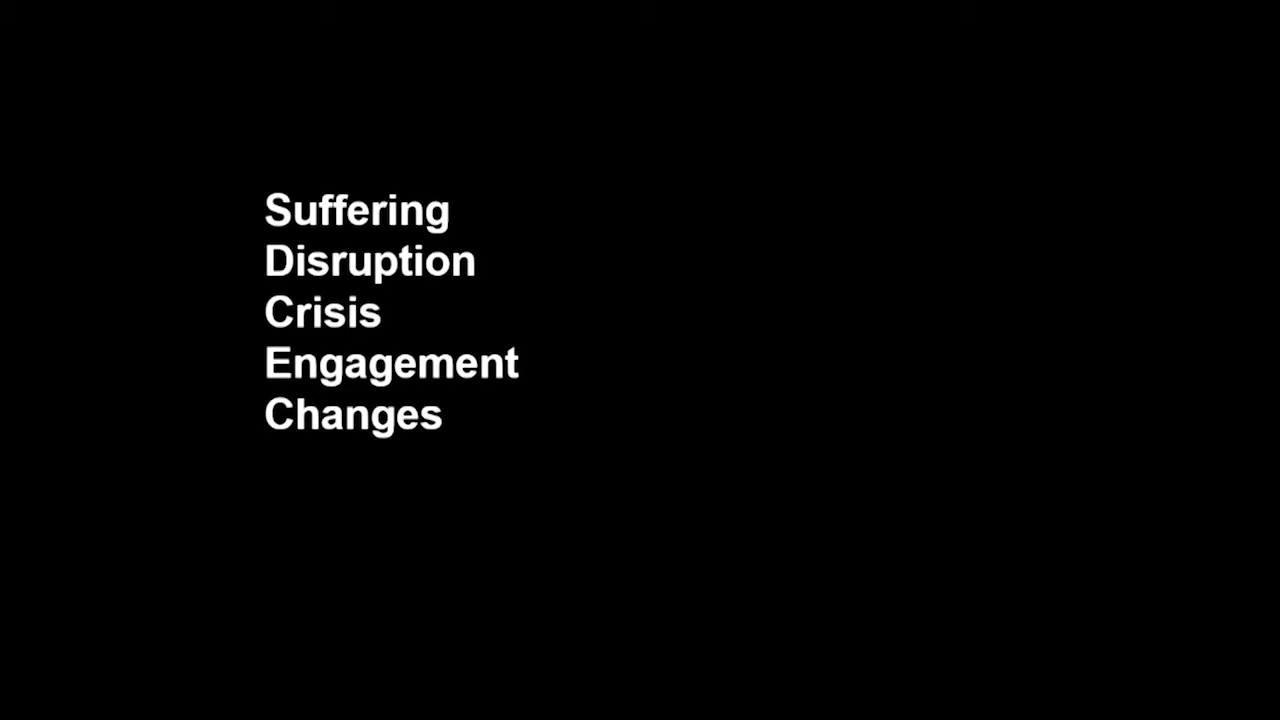 Suffering
Disruption
Crisis
Engagement
Changes